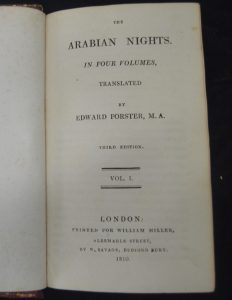 THE
ARABIAN NIGHTS.
IN FOUR VOLUMES,
TRANSLATED
BY
EDWARD FORSTER, M. A.
THIRD EDITION.
VOL. I.
LONDON:
PRINTED FOR WILLIAM MILLER,
ALBEMARLE STREET,
BY W. SAVAGE, BEDFORD BURY.
1810.